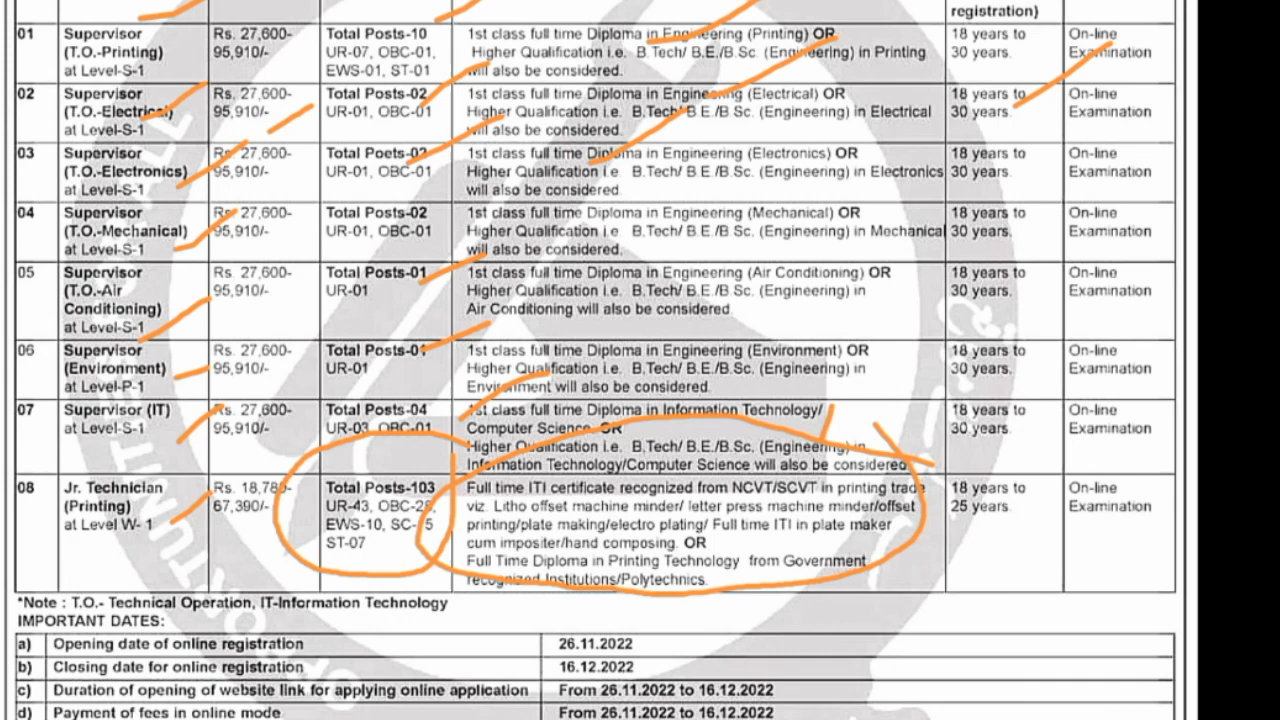 registration)
01 Supervisor Rs. 27,600- Total Posts-10 1st class full time Diploma in Engineering (Printing) OR 18 years to On-line
(T.O.-Printing) 95,910/- UR-07, OBC-01, Higher Qualification i.e. B.Tech/ B.E./B.Sc. (Engineering) in Printing 30 years. Examination
at Level-S-1 EWS-01, ST-01 will also be considered.
02 Supervisor Rs. 27,600- Total Posts-02 1st class full time Diploma in Engineering (Electrical) OR 18 years to On-line
(T.O.-Electrical) 95,910/- UR-01, OBC-01 Higher Qualification i.e. B.Tech/ B.E./B.Sc. (Engineering) in Electrical 30 years. Examination
at Level-S-1 will also be considered.
03 Supervisor Rs. 27,600- Total Posts-02 1st class full time Diploma in Engineering (Electronics) OR 18 years to On-line
(T.O.-Electronics) 95,910/- UR-01, OBC-01 Higher Qualification i.e. B.Tech/ B.E./B.Sc. (Engineering) in Electronics 30 years. Examination
at Level-S-1 will also be considered.
04 Supervisor Rs. 27,600- Total Posts-02 1st class full time Diploma in Engineering (Mechanical) OR 18 years to On-line
(T.O.-Mechanical) 95,910/- UR-01, OBC-01 Higher Qualification i.e. B.Tech/ B.E./B.Sc. (Engineering) in Mechanical 30 years. Examination
at Level-S-1 will also be considered.
05 Supervisor Rs. 27,600- Total Posts-01 1st class full time Diploma in Engineering (Air Conditioning) OR 18 years to On-line
(T.O.-Air 95,910/- UR-01 Higher Qualification i.e. B.Tech/ B.E./B.Sc. (Engineering) in 30 years. Examination
Conditioning) Air Conditioning will also be considered
at Level-S-1
06 Supervisor Rs. 27,600- Total Posts-01 1st class full time Diploma in Engineering (Environment) OR 18 years to On-line
(Environment) 95,910/- UR-01 Higher Qualification i.e. B.Tech/ B.E./B.Sc. (Engineering) in 30 years. Examination
at Level-P-1 Environment will also be considered.
07 Supervisor (IT) Rs. 27,600- Total Posts-04 1st class full time Diploma in Information Technology/ 18 years to On-line
at Level-S-1 95,910/- UR-03, OBC-01 Computer Science OR 30 years. Examination
Higher Qualification i.e. B.Tech/ B.E./B.Sc. (Engineering) in
Information Technology/Computer Science will also be considered
08 Jr. Technician Rs. 18,780- Total Posts-103 Full time ITI certificate recognized from NCVT/SCVT in printing trade 18 years to On-line
(Printing) 67,390/- UR-43, OBC-28, viz. Litho offset machine minder/ letter press machine minder/offset 25 years. Examination
at Level W- 1 EWS-10, SC-15 printing/plate making/electro plating/ Full time ITI in plate maker
ST-07 cum impositer/hand composing. OR
Full Time Diploma in Printing Technology from Government
recognized Institutions/Polytechnics.
*Note : T.O.- Technical Operation, IT-Information Technology
IMPORTANT DATES:
a) Opening date of online registration 26.11.2022
b) Closing date for online registration 16.12.2022
c) Duration of opening of website link for applying online application From 26.11.2022 to 16.12.2022
d) Payment of fees in online mode From 26.11.2022 to 16.12.2022